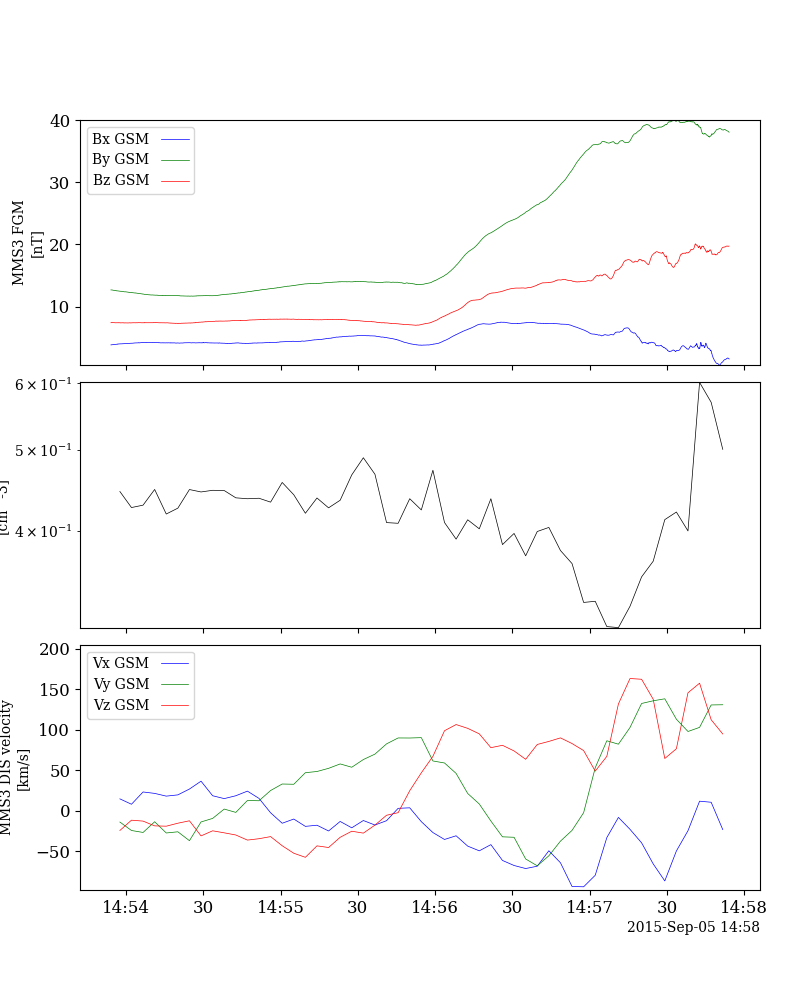 40
30
20
10
MMS3 FGM
[nT]
Bx GSM
By GSM
Bz GSM
6 × 10⁻¹
5 × 10⁻¹
4 × 10⁻¹
200
150
100
50
0
−50
MMS3 DIS velocity
[km/s]
Vx GSM
Vy GSM
Vz GSM
14:54 30 14:55 30 14:56 30 14:57 30 14:58
2015-Sep-05 14:58